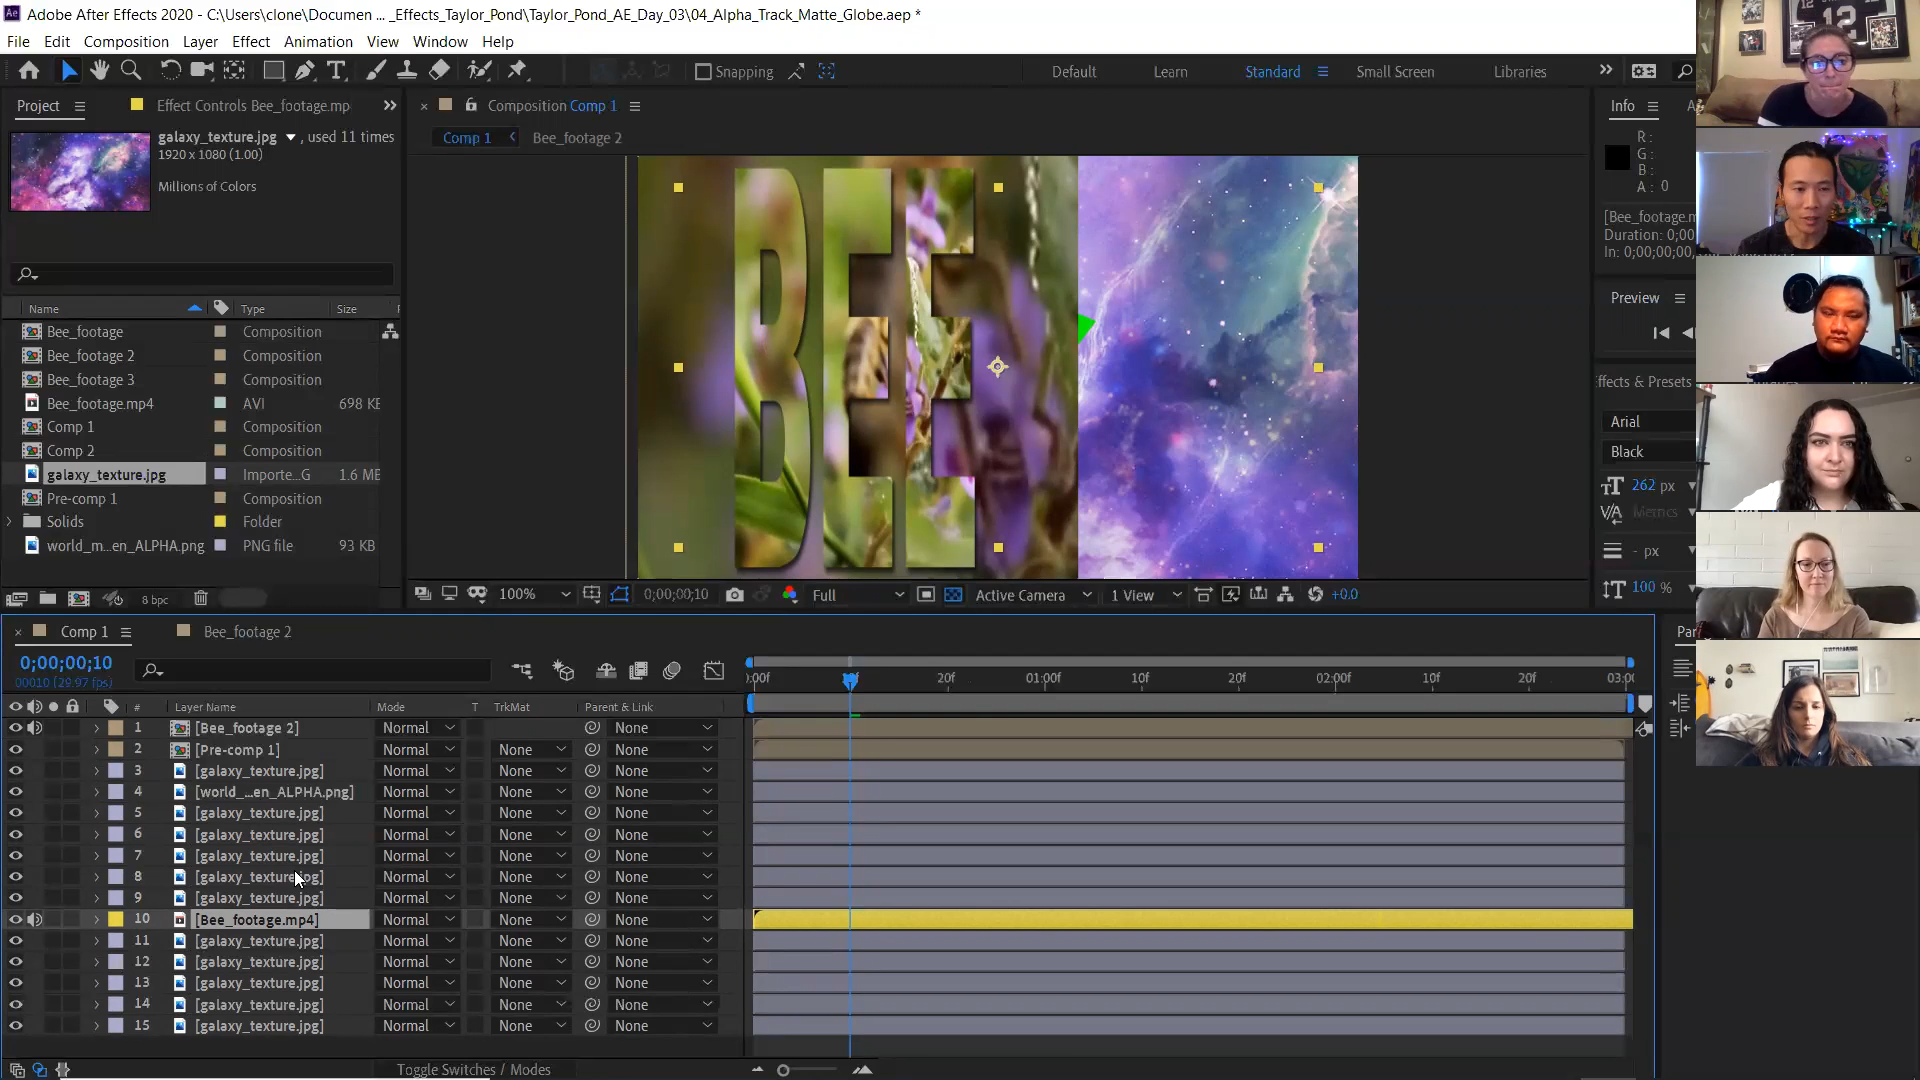 Adobe After Effects 2020 - C:\Users\clone\Documen ... _Effects_Taylor_Pond\Taylor_Pond_AE_Day_03\04_Alpha_Track_Matte_Globe.aep *
File Edit Composition Layer Effect Animation View Window Help
Snapping Default Learn Standard Small Screen Libraries
Project Effect Controls Bee_footage.mp Composition Comp 1 Info
galaxy_texture.jpg , used 11 times
1920 x 1080 (1.00)
Millions of Colors
Comp 1 Bee_footage 2
R:
G:
B:
A: 0
[Bee_footage.m
Duration: 0;00
In: 0;00;00;00,
BEE
Name Type Size
Bee_footage Composition
Bee_footage 2 Composition
Bee_footage 3 Composition
Bee_footage.mp4 AVI 698 KE
Comp 1 Composition
Comp 2 Composition
galaxy_texture.jpg Importe...G 1.6 ME
Pre-comp 1 Composition
Solids Folder
world_m...en_ALPHA.png PNG file 93 KB
Preview
ffects & Presets
Arial
Black
262 px
Metrics
- px
100 %
8 bpc
100% 0;00;00;10 Full Active Camera 1 View +0.0
Comp 1 Bee_footage 2
0;00;00;10
00010 (29.97 fps)
):00f 20f 01:00f 10f 20f 02:00f 10f 20f 03:0
# Layer Name Mode T TrkMat Parent & Link
1 [Bee_footage 2] Normal None
2 [Pre-comp 1] Normal None None
3 [galaxy_texture.jpg] Normal None None
4 [world_...en_ALPHA.png] Normal None None
5 [galaxy_texture.jpg] Normal None None
6 [galaxy_texture.jpg] Normal None None
7 [galaxy_texture.jpg] Normal None None
8 [galaxy_texture.jpg] Normal None None
9 [galaxy_texture.jpg] Normal None None
10 [Bee_footage.mp4] Normal None None
11 [galaxy_texture.jpg] Normal None None
12 [galaxy_texture.jpg] Normal None None
13 [galaxy_texture.jpg] Normal None None
14 [galaxy_texture.jpg] Normal None None
15 [galaxy_texture.jpg] Normal None None
Toggle Switches / Modes
Par
12